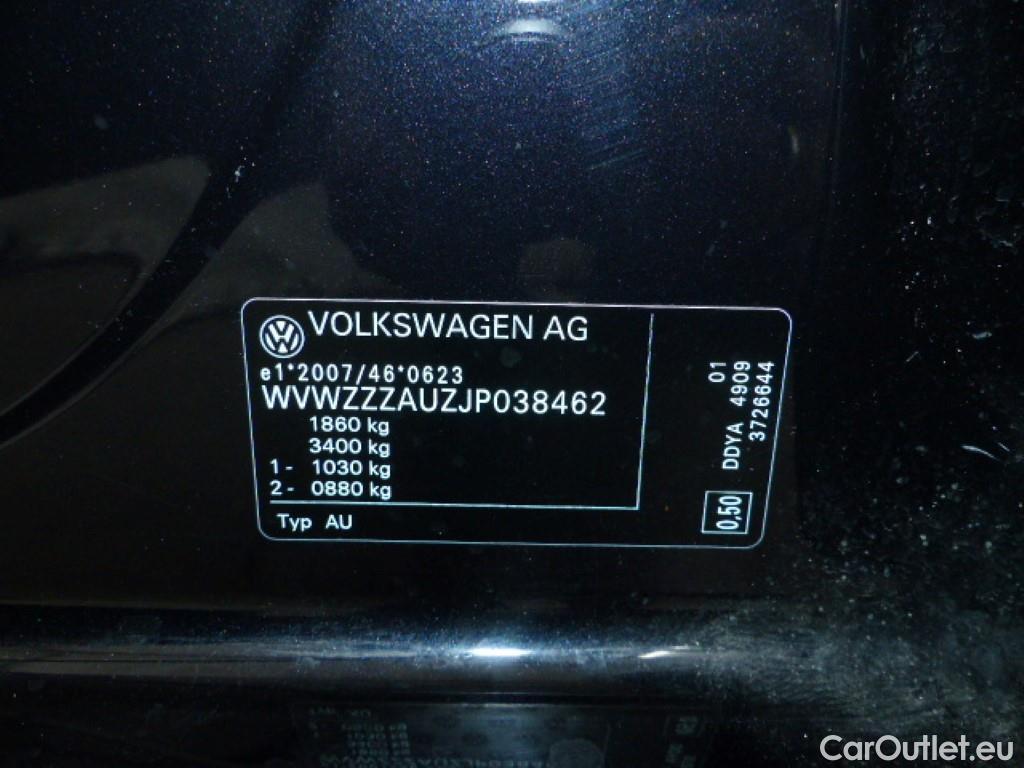 VOLKSWAGEN AG
e1*2007/46*0623
WVWZZZAUZJP038462
1860 kg
3400 kg
1- 1030 kg
2- 0880 kg
Typ AU
01
DDYA 4909
3726644
0,50
CarOutlet.eu